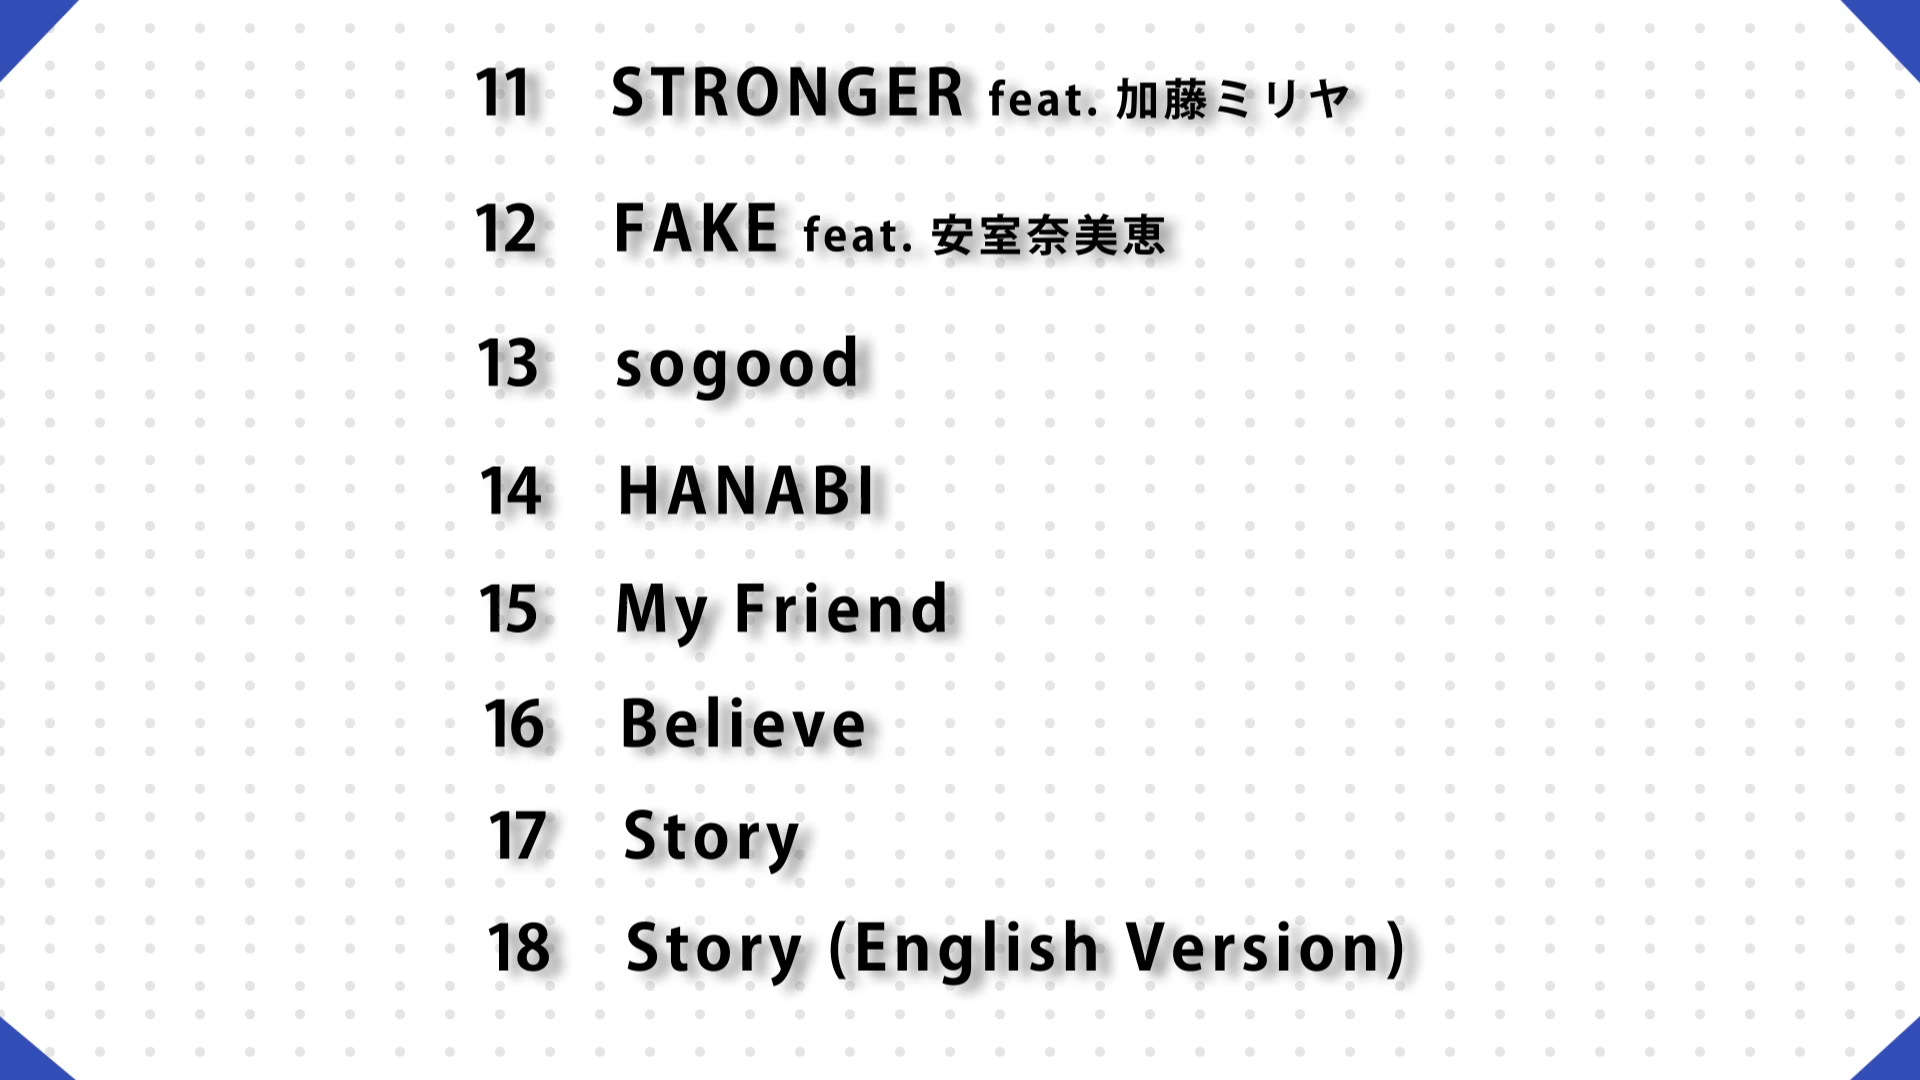 11 STRONGER feat. 加藤ミリヤ
12 FAKE feat. 安室奈美恵
13 sogood
14 HANABI
15 My Friend
16 Believe
17 Story
18 Story (English Version)